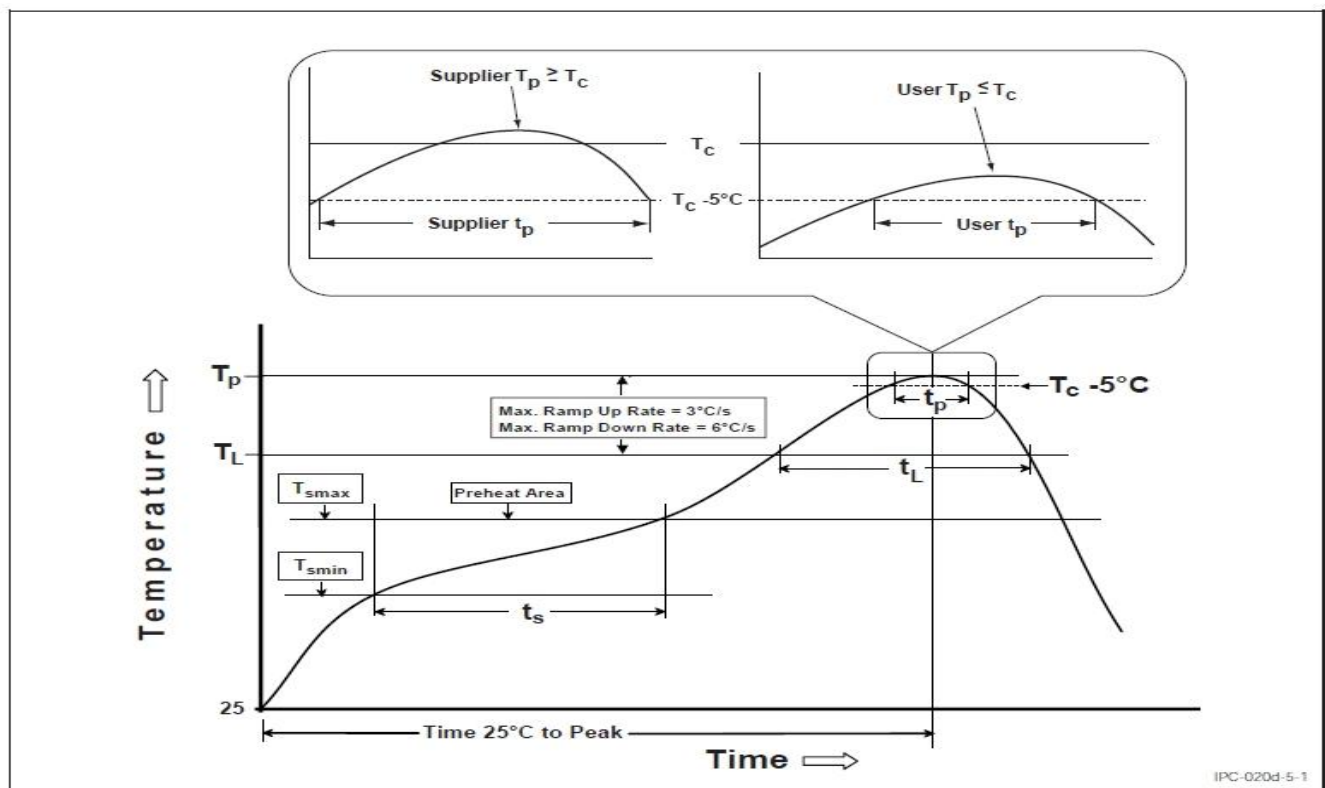 Supplier Tp ≥ Tc
User Tp ≤ Tc
Tc
Tc -5°C
Supplier tp
User tp
Tp
Tc -5°C
tp
Max. Ramp Up Rate = 3°C/s
Max. Ramp Down Rate = 6°C/s
TL
tL
Tsmax
Preheat Area
Tsmin
ts
Temperature
25
Time 25°C to Peak
Time
IPC-020d-5-1